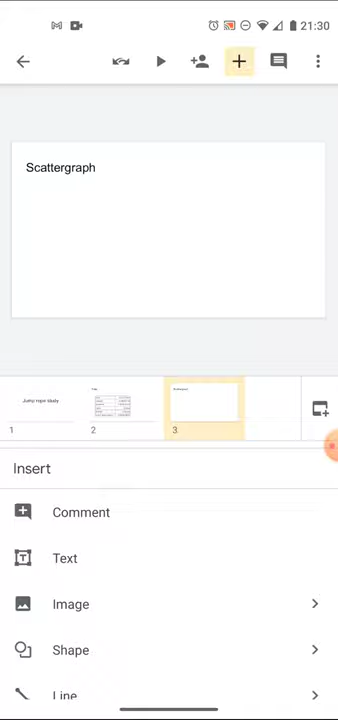 21:30
Scattergraph
Jump rope study
1
2
3
Insert
Comment
Text
Image
Shape
Line